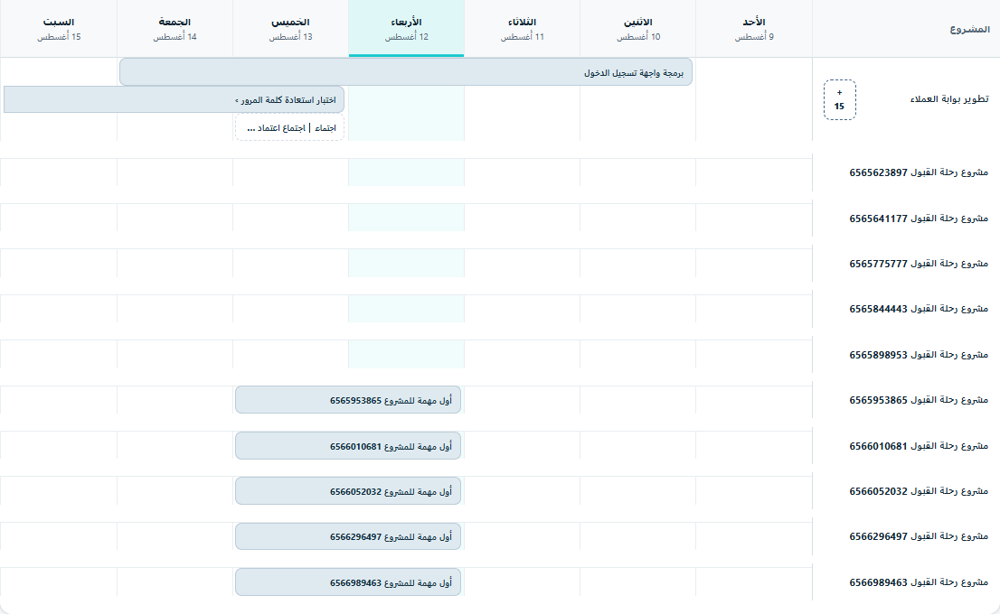 المشروع
الأحد
9 أغسطس
الاثنين
10 أغسطس
الثلاثاء
11 أغسطس
الأربعاء
12 أغسطس
الخميس
13 أغسطس
الجمعة
14 أغسطس
السبت
15 أغسطس
تطوير بوابة العملاء
+
15
برمجة واجهة تسجيل الدخول
اختبار استعادة كلمة المرور ›
اجتماع | اجتماع اعتماد ...
مشروع رحلة القبول 6565623897
مشروع رحلة القبول 6565641177
مشروع رحلة القبول 6565775777
مشروع رحلة القبول 6565844443
مشروع رحلة القبول 6565898953
مشروع رحلة القبول 6565953865
أول مهمة للمشروع 6565953865
مشروع رحلة القبول 6566010681
أول مهمة للمشروع 6566010681
مشروع رحلة القبول 6566052032
أول مهمة للمشروع 6566052032
مشروع رحلة القبول 6566296497
أول مهمة للمشروع 6566296497
مشروع رحلة القبول 6566989463
أول مهمة للمشروع 6566989463